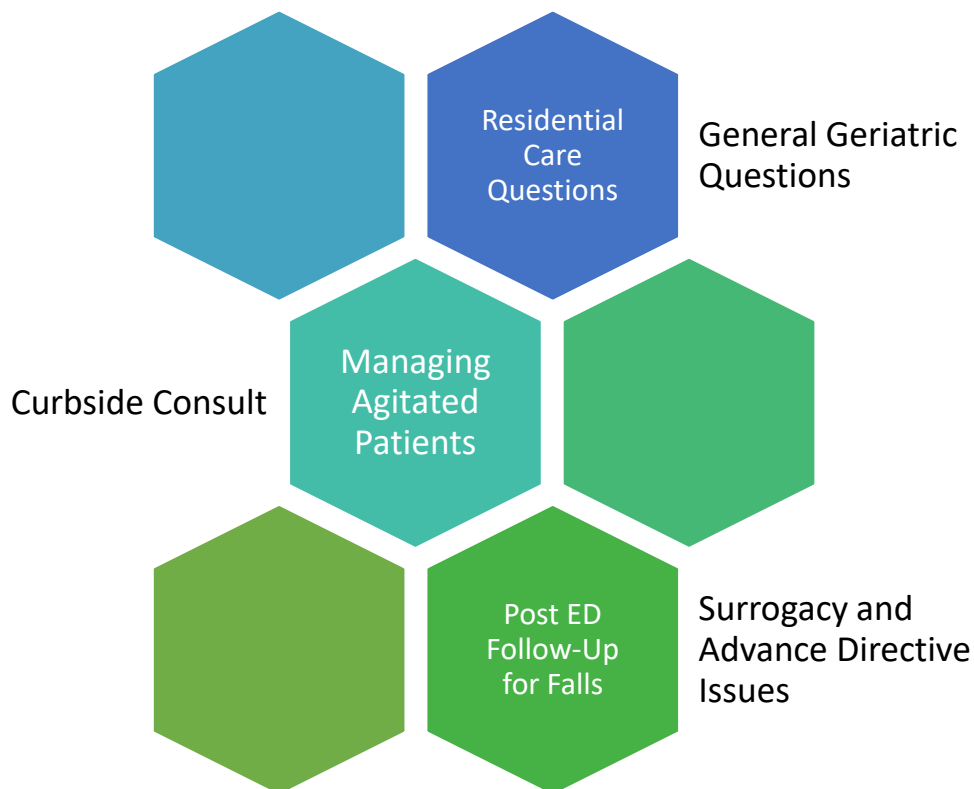 Residential
Care
Questions
General Geriatric
Questions
Curbside Consult
Managing
Agitated
Patients
Post ED
Follow-Up
for Falls
Surrogacy and
Advance Directive
Issues